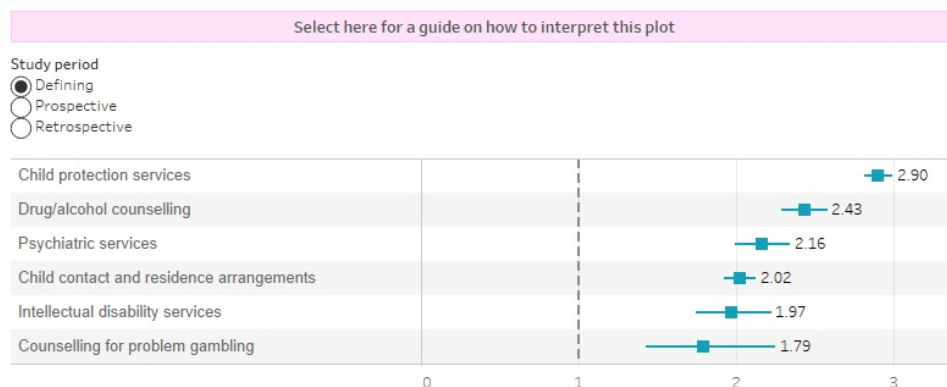 Select here for a guide on how to interpret this plot
Study period
Defining
Prospective
Retrospective
Child protection services 2.90
Drug/alcohol counselling 2.43
Psychiatric services 2.16
Child contact and residence arrangements 2.02
Intellectual disability services 1.97
Counselling for problem gambling 1.79
0 1 2 3